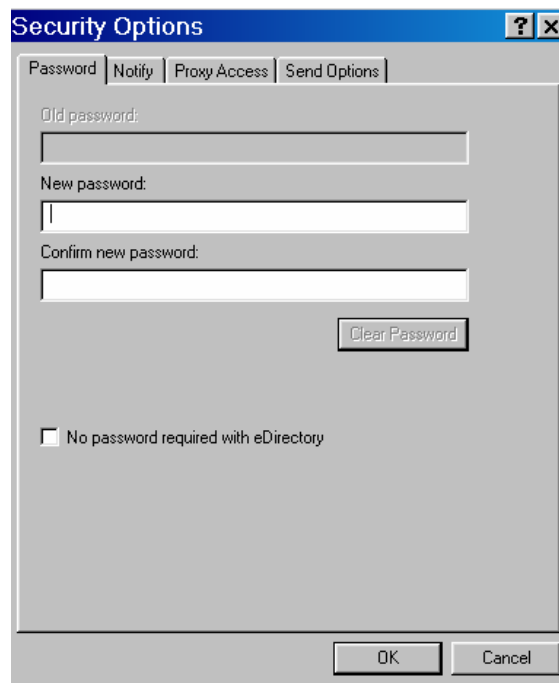 Security Options
Password Notify Proxy Access Send Options
Old password:
New password:
Confirm new password:
Clear Password
No password required with eDirectory
OK Cancel